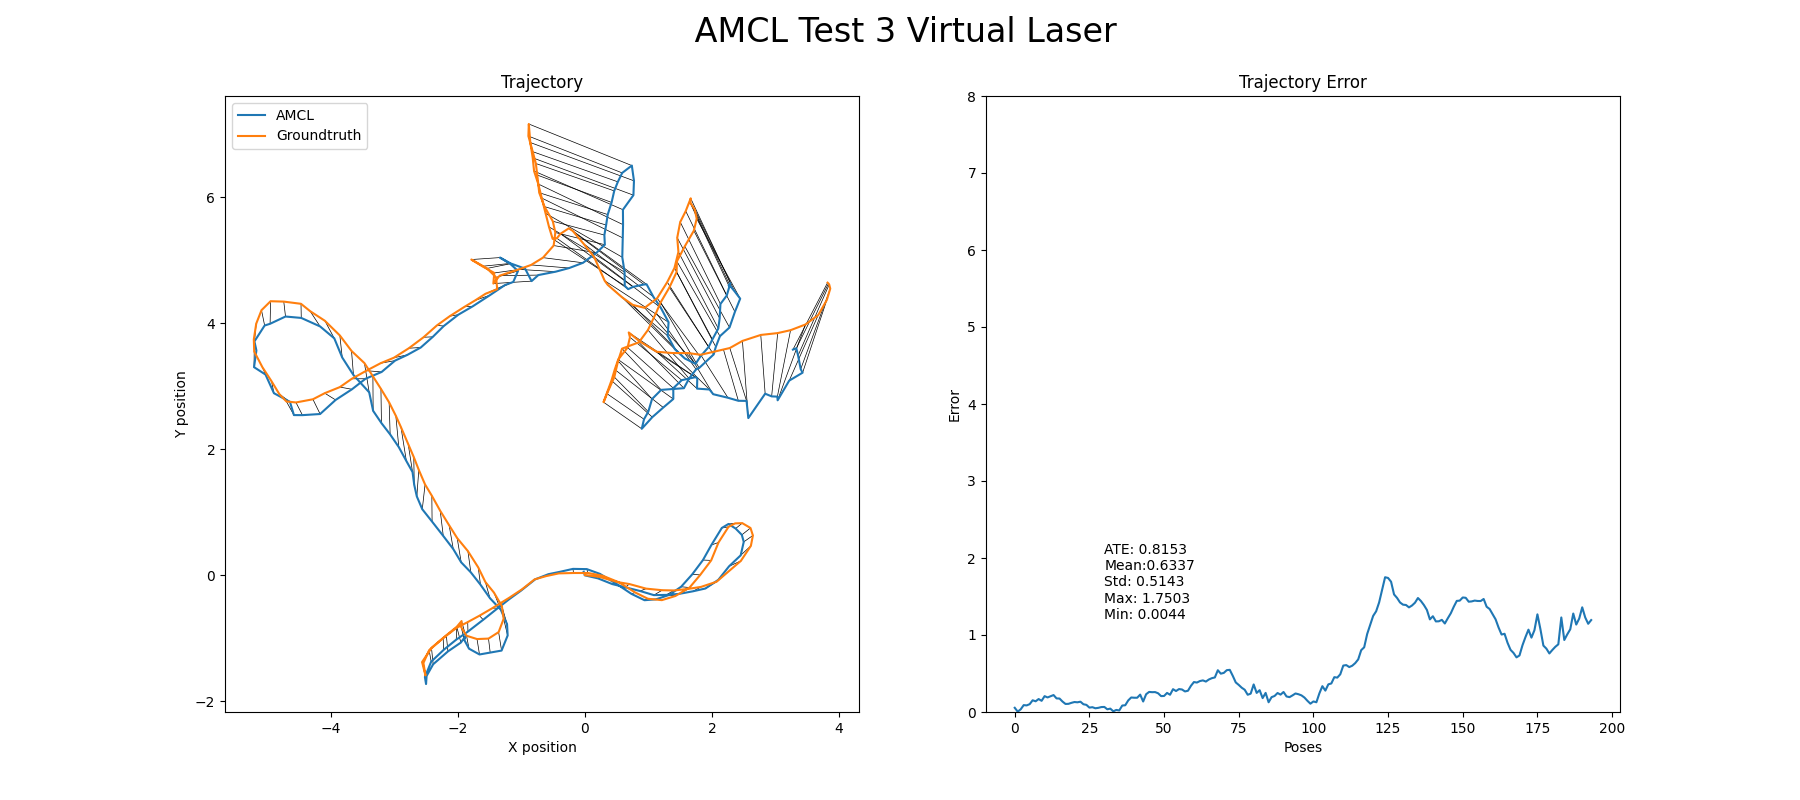 AMCL Test 3 Virtual Laser
Trajectory
AMCL
Groundtruth
6
4
2
0
−2
−4
−2
0
2
4
X position
Y position
Trajectory Error
8
7
6
5
4
3
2
1
0
ATE: 0.8153
Mean:0.6337
Std: 0.5143
Max: 1.7503
Min: 0.0044
0
25
50
75
100
125
150
175
200
Poses
Error